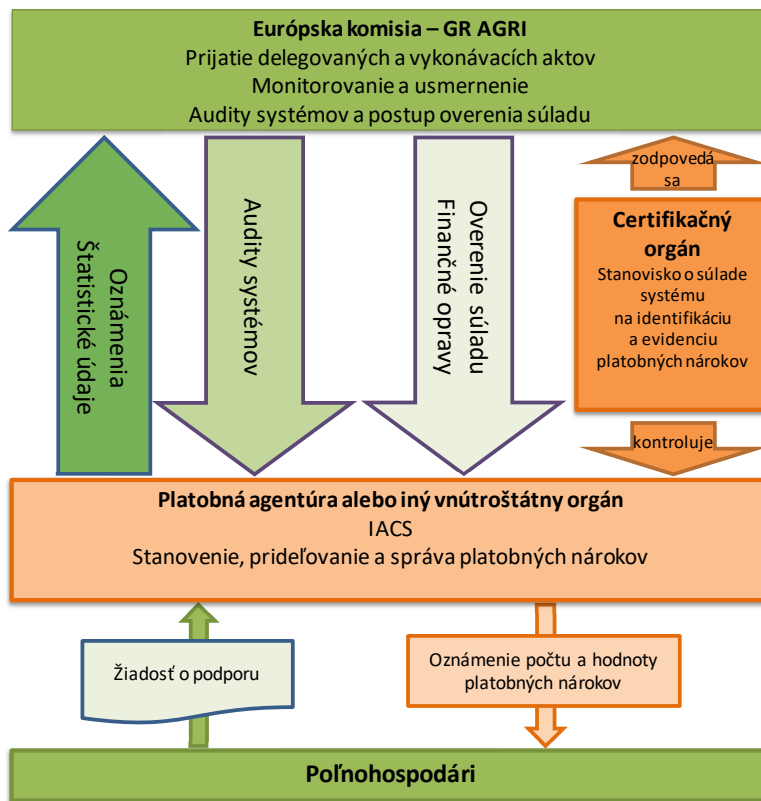 Európska komisia – GR AGRI
Prijatie delegovaných a vykonávacích aktov
Monitorovanie a usmernenie
Audity systémov a postup overenia súladu
Oznámenia
Štatistické údaje
Audity systémov
Overenie súladu
Finančné opravy
zodpovedá
sa
Certifikačný
orgán
Stanovisko o súlade
systému
na identifikáciu
a evidenciu
platobných nárokov
kontroluje
Platobná agentúra alebo iný vnútroštátny orgán
IACS
Stanovenie, prideľovanie a správa platobných nárokov
Žiadosť o podporu
Oznámenie počtu a hodnoty
platobných nárokov
Poľnohospodári